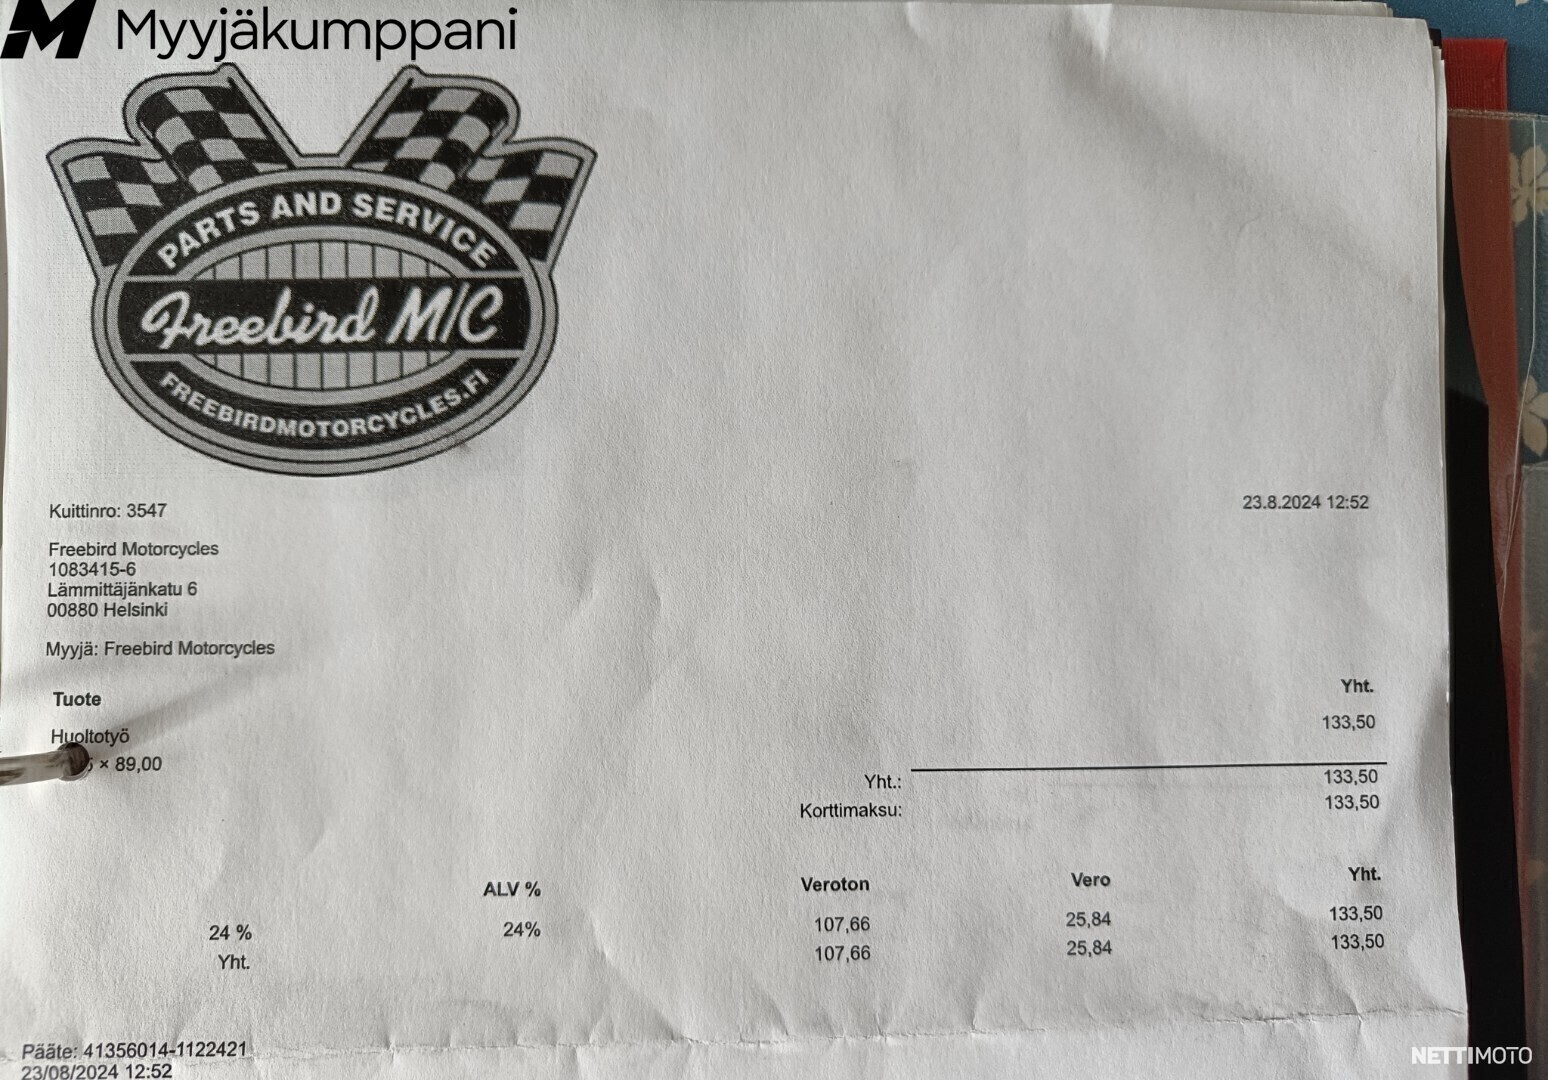 Myyjäkumppani
PARTS AND SERVICE
Freebird M/C
FREEBIRDMOTORCYCLES.FI
Kuittinro: 3547
23.8.2024 12:52
Freebird Motorcycles
1083415-6
Lämmittäjänkatu 6
00880 Helsinki
Myyjä: Freebird Motorcycles
Tuote Yht.
Huoltotyö 133,50
× 89,00
Yht.: 133,50
Korttimaksu: 133,50
ALV % Veroton Vero Yht.
24 % 24% 107,66 25,84 133,50
Yht. 107,66 25,84 133,50
Pääte: 41356014-1122421
23/08/2024 12:52
NETTIMOTO